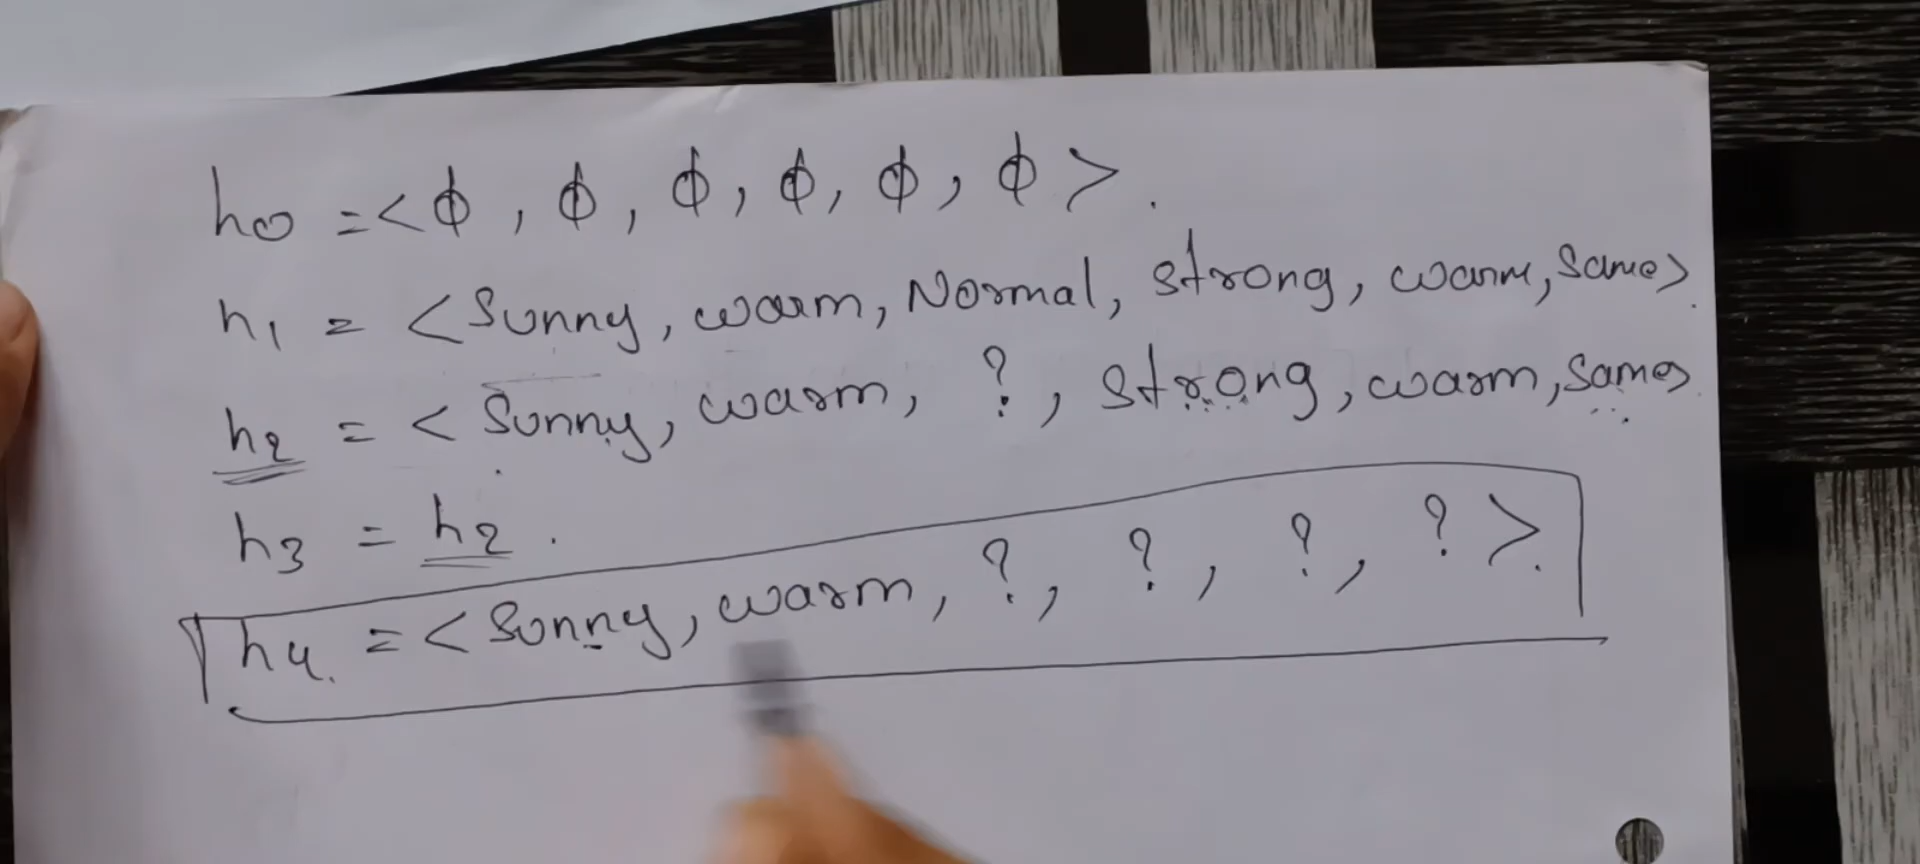 h0 = <ϕ, ϕ, ϕ, ϕ, ϕ, ϕ>.
h1 = <Sunny, warm, Normal, strong, warm, same>.
h2 = <Sunny, warm, ?, strong, warm, same>
h3 = h2.
h4. = <Sunny, warm, ?, ?, ?, ?>.